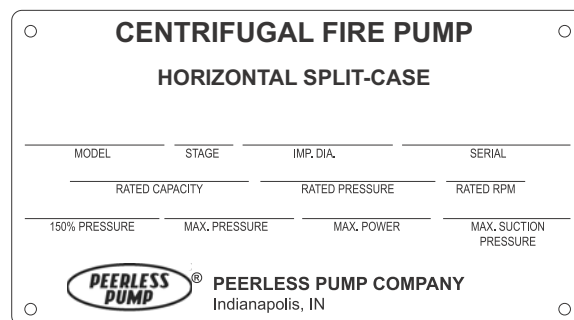 CENTRIFUGAL FIRE PUMP
HORIZONTAL SPLIT-CASE
MODEL STAGE IMP. DIA. SERIAL
RATED CAPACITY RATED PRESSURE RATED RPM
150% PRESSURE MAX. PRESSURE MAX. POWER MAX. SUCTION
PRESSURE
PEERLESS
PUMP
® PEERLESS PUMP COMPANY
Indianapolis, IN